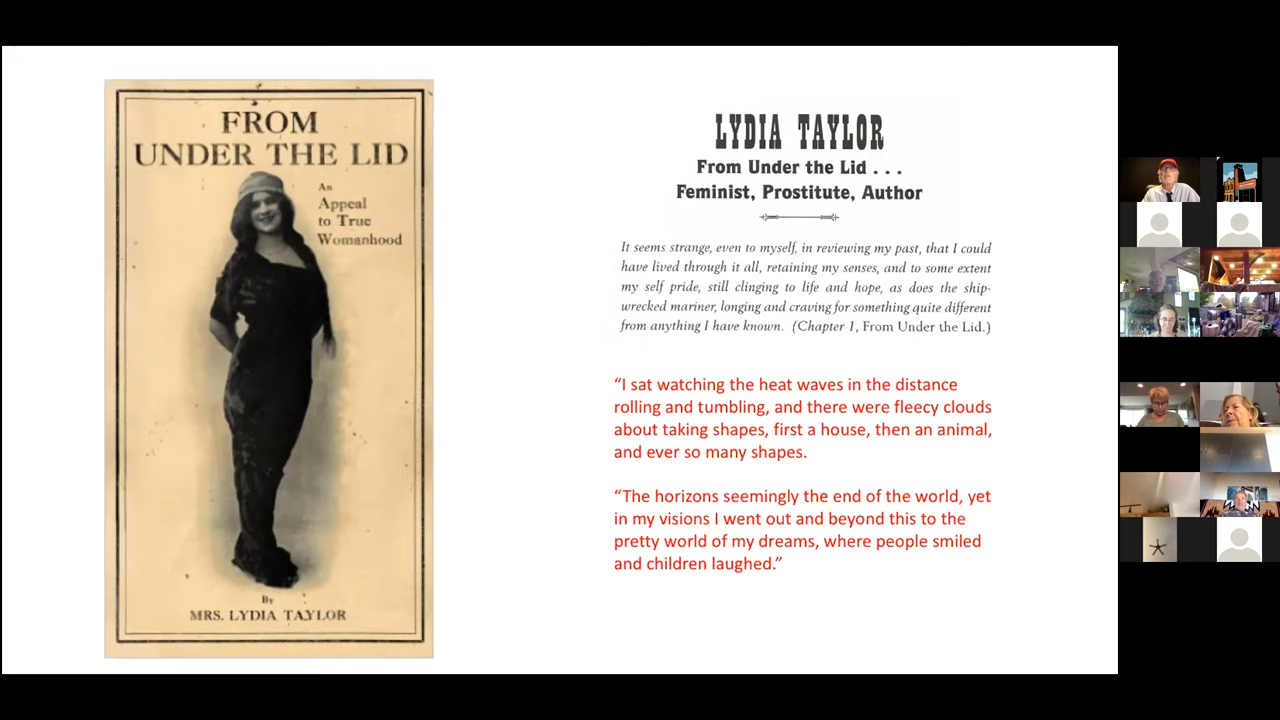 FROM
UNDER THE LID
An
Appeal
to True
Womanhood
By
MRS. LYDIA TAYLOR
LYDIA TAYLOR
From Under the Lid . . .
Feminist, Prostitute, Author
It seems strange, even to myself, in reviewing my past, that I could
have lived through it all, retaining my senses, and to some extent
my self pride, still clinging to life and hope, as does the ship-
wrecked mariner, longing and craving for something quite different
from anything I have known. (Chapter 1, From Under the Lid.)
“I sat watching the heat waves in the distance
rolling and tumbling, and there were fleecy clouds
about taking shapes, first a house, then an animal,
and ever so many shapes.
“The horizons seemingly the end of the world, yet
in my visions I went out and beyond this to the
pretty world of my dreams, where people smiled
and children laughed.”